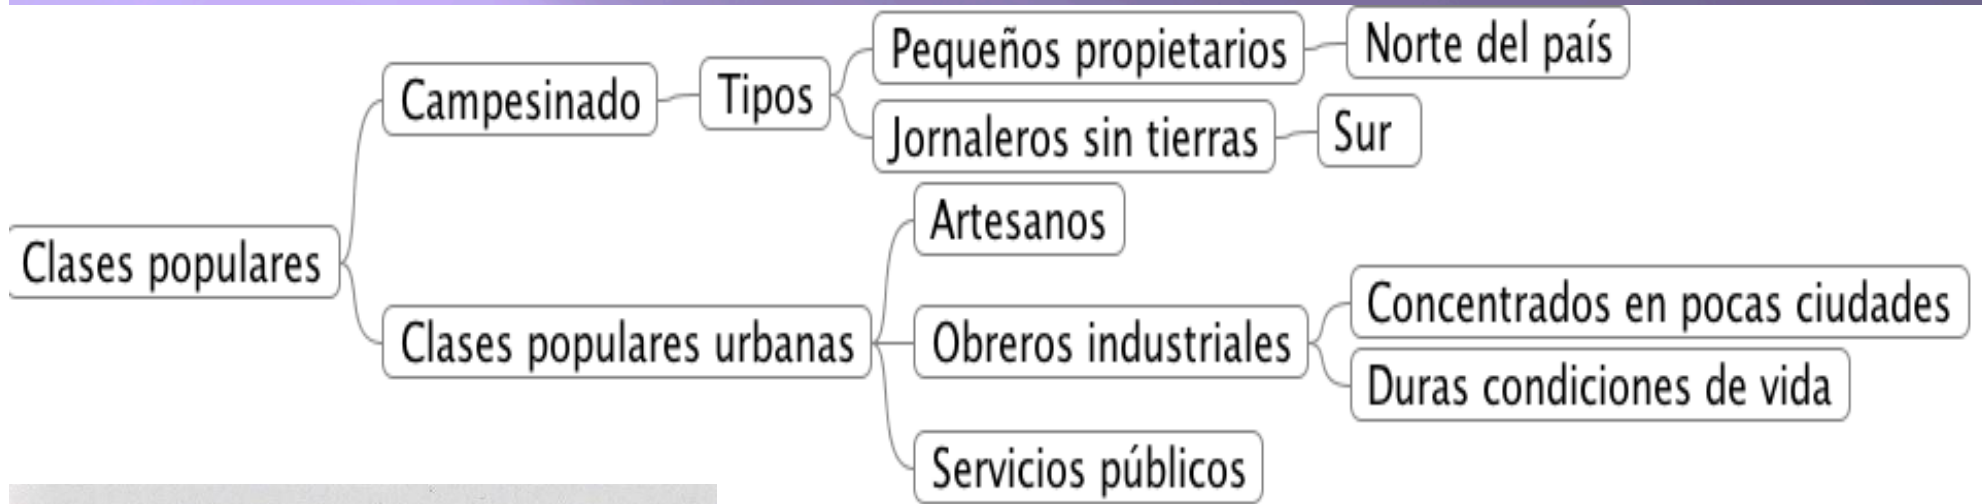 Clases populares
Campesinado
Tipos
Pequeños propietarios
Norte del país
Jornaleros sin tierras
Sur
Clases populares urbanas
Artesanos
Obreros industriales
Concentrados en pocas ciudades
Duras condiciones de vida
Servicios públicos